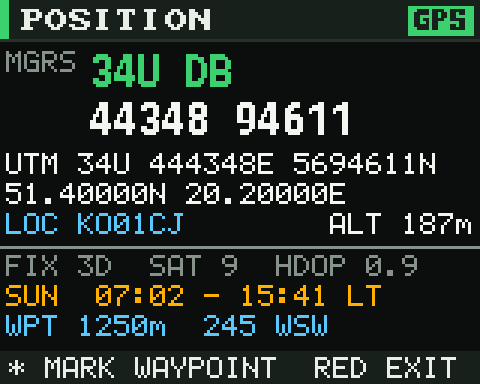 POSITION GPS
MGRS 34U DB
44348 94611
UTM 34U 444348E 5694611N
51.40000N 20.20000E
LOC KO01CJ ALT 187m
FIX 3D SAT 9 HDOP 0.9
SUN 07:02 - 15:41 LT
WPT 1250m 245 WSW
* MARK WAYPOINT RED EXIT